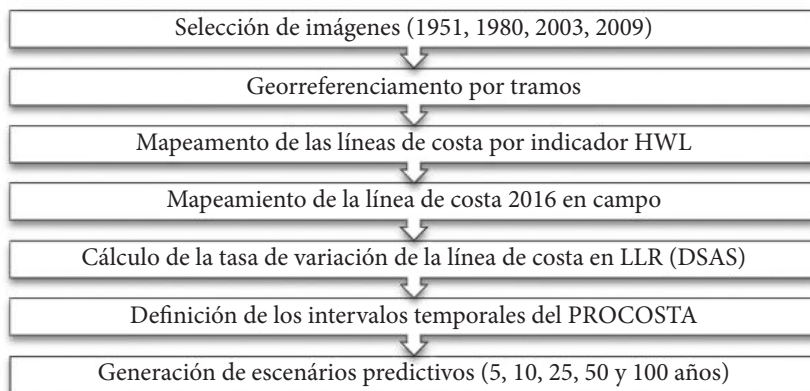 Selección de imágenes (1951, 1980, 2003, 2009)
Georreferenciamento por tramos
Mapeamento de las líneas de costa por indicador HWL
Mapeamiento de la línea de costa 2016 en campo
Cálculo de la tasa de variación de la línea de costa en LLR (DSAS)
Definición de los intervalos temporales del PROCOSTA
Generación de escenários predictivos (5, 10, 25, 50 y 100 años)